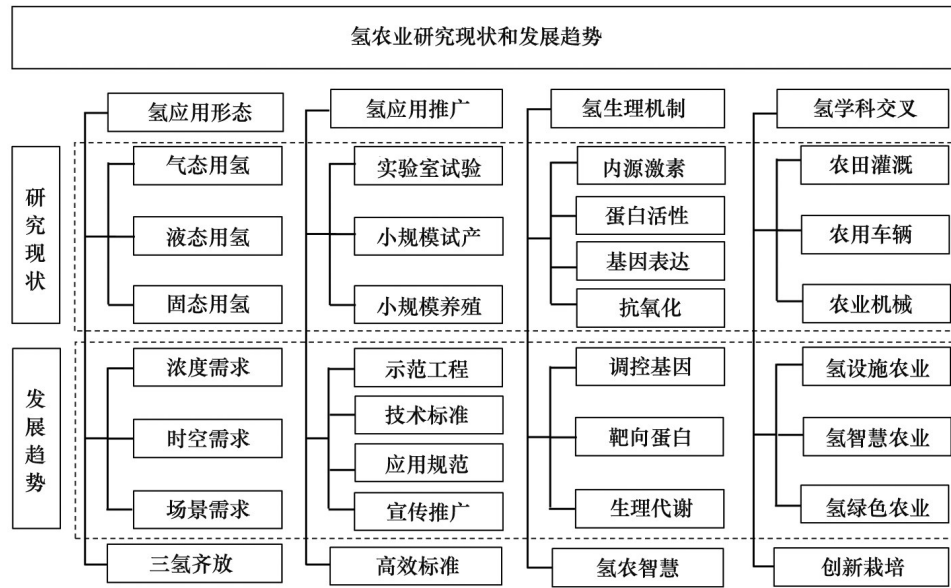 氢农业研究现状和发展趋势
氢应用形态
氢应用推广
氢生理机制
氢学科交叉
研究现状
气态用氢
液态用氢
固态用氢
实验室试验
小规模试产
小规模养殖
内源激素
蛋白活性
基因表达
抗氧化
农田灌溉
农用车辆
农业机械
发展趋势
浓度需求
时空需求
场景需求
示范工程
技术标准
应用规范
宣传推广
调控基因
靶向蛋白
生理代谢
氢设施农业
氢智慧农业
氢绿色农业
三氢齐放
高效标准
氢农智慧
创新栽培